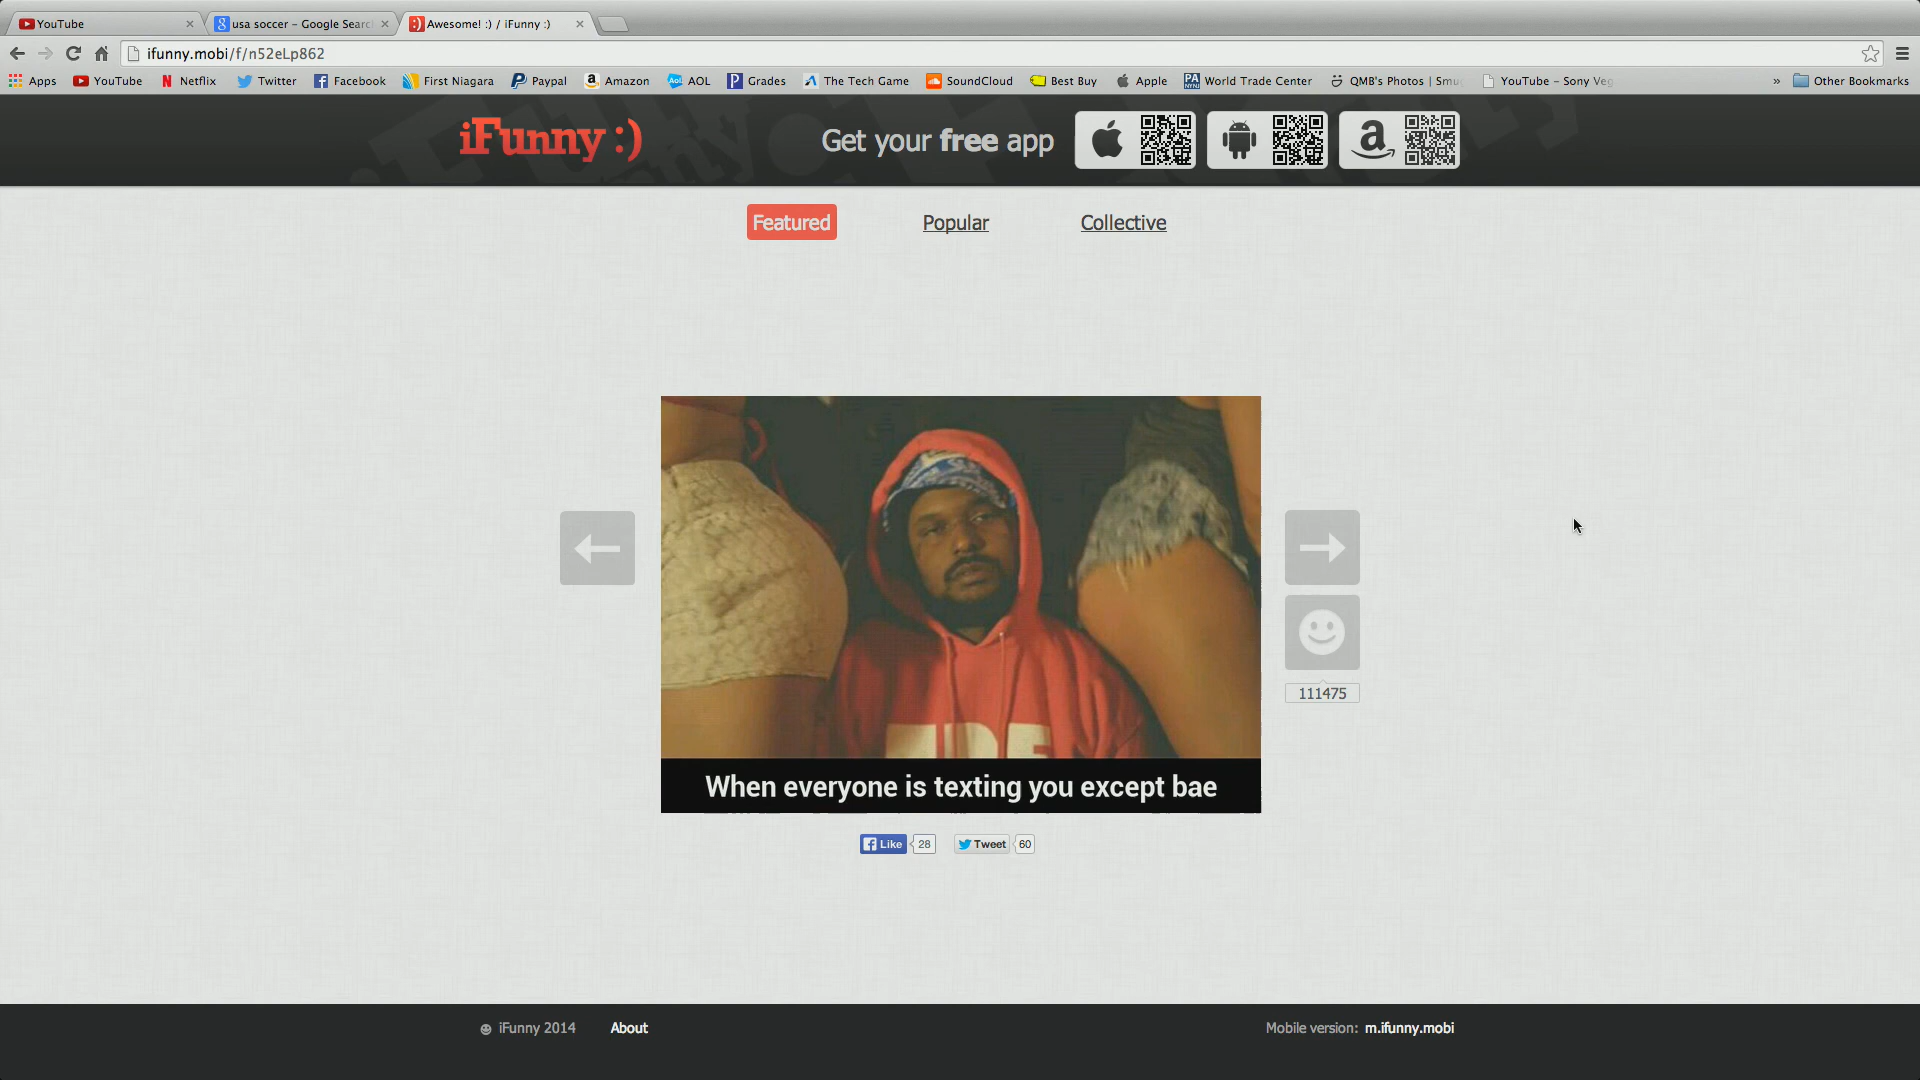 YouTube
usa soccer - Google Searc
Awesome! :) / iFunny :)
ifunny.mobi/f/n52eLp862
Apps
YouTube
Netflix
Twitter
Facebook
First Niagara
Paypal
Amazon
AOL
Grades
The Tech Game
SoundCloud
Best Buy
Apple
World Trade Center
QMB's Photos | Smu
YouTube - Sony Veg
»
Other Bookmarks
iFunny :)
Get your free app
Featured
Popular
Collective
When everyone is texting you except bae
111475
Like 28
Tweet 60
iFunny 2014
About
Mobile version: m.ifunny.mobi